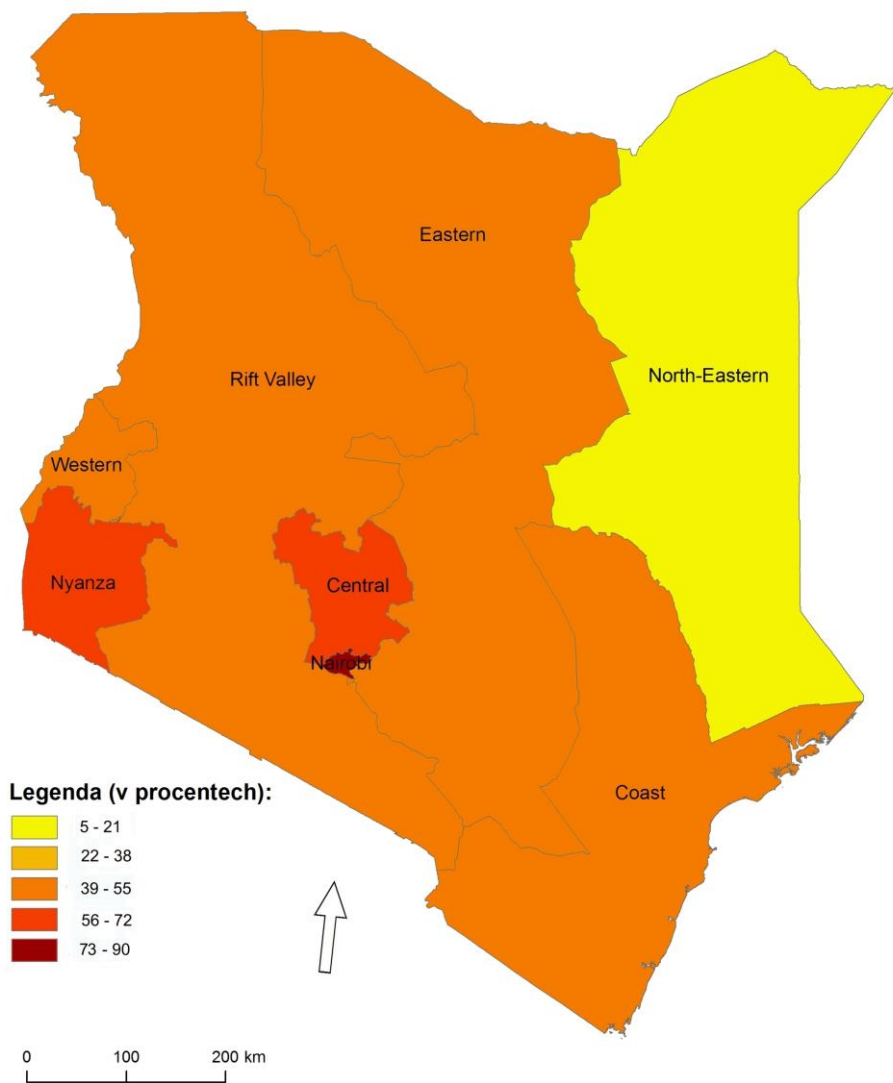 Eastern
Rift Valley
North-Eastern
Western
Nyanza
Central
Nairobi
Coast
Legenda (v procentech):
5 - 21
22 - 38
39 - 55
56 - 72
73 - 90
0 100 200 km